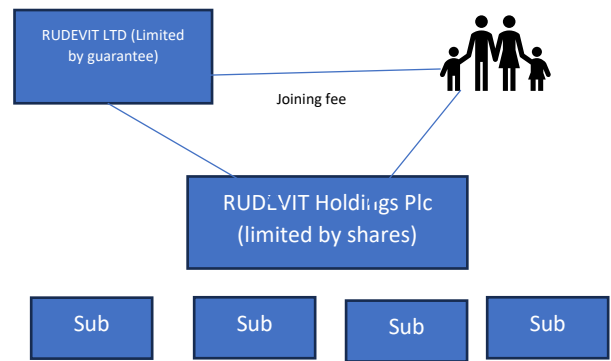 RUDEVIT LTD (Limited
by guarantee)
Joining fee
RUDEVIT Holdings Plc
(limited by shares)
Sub
Sub
Sub
Sub